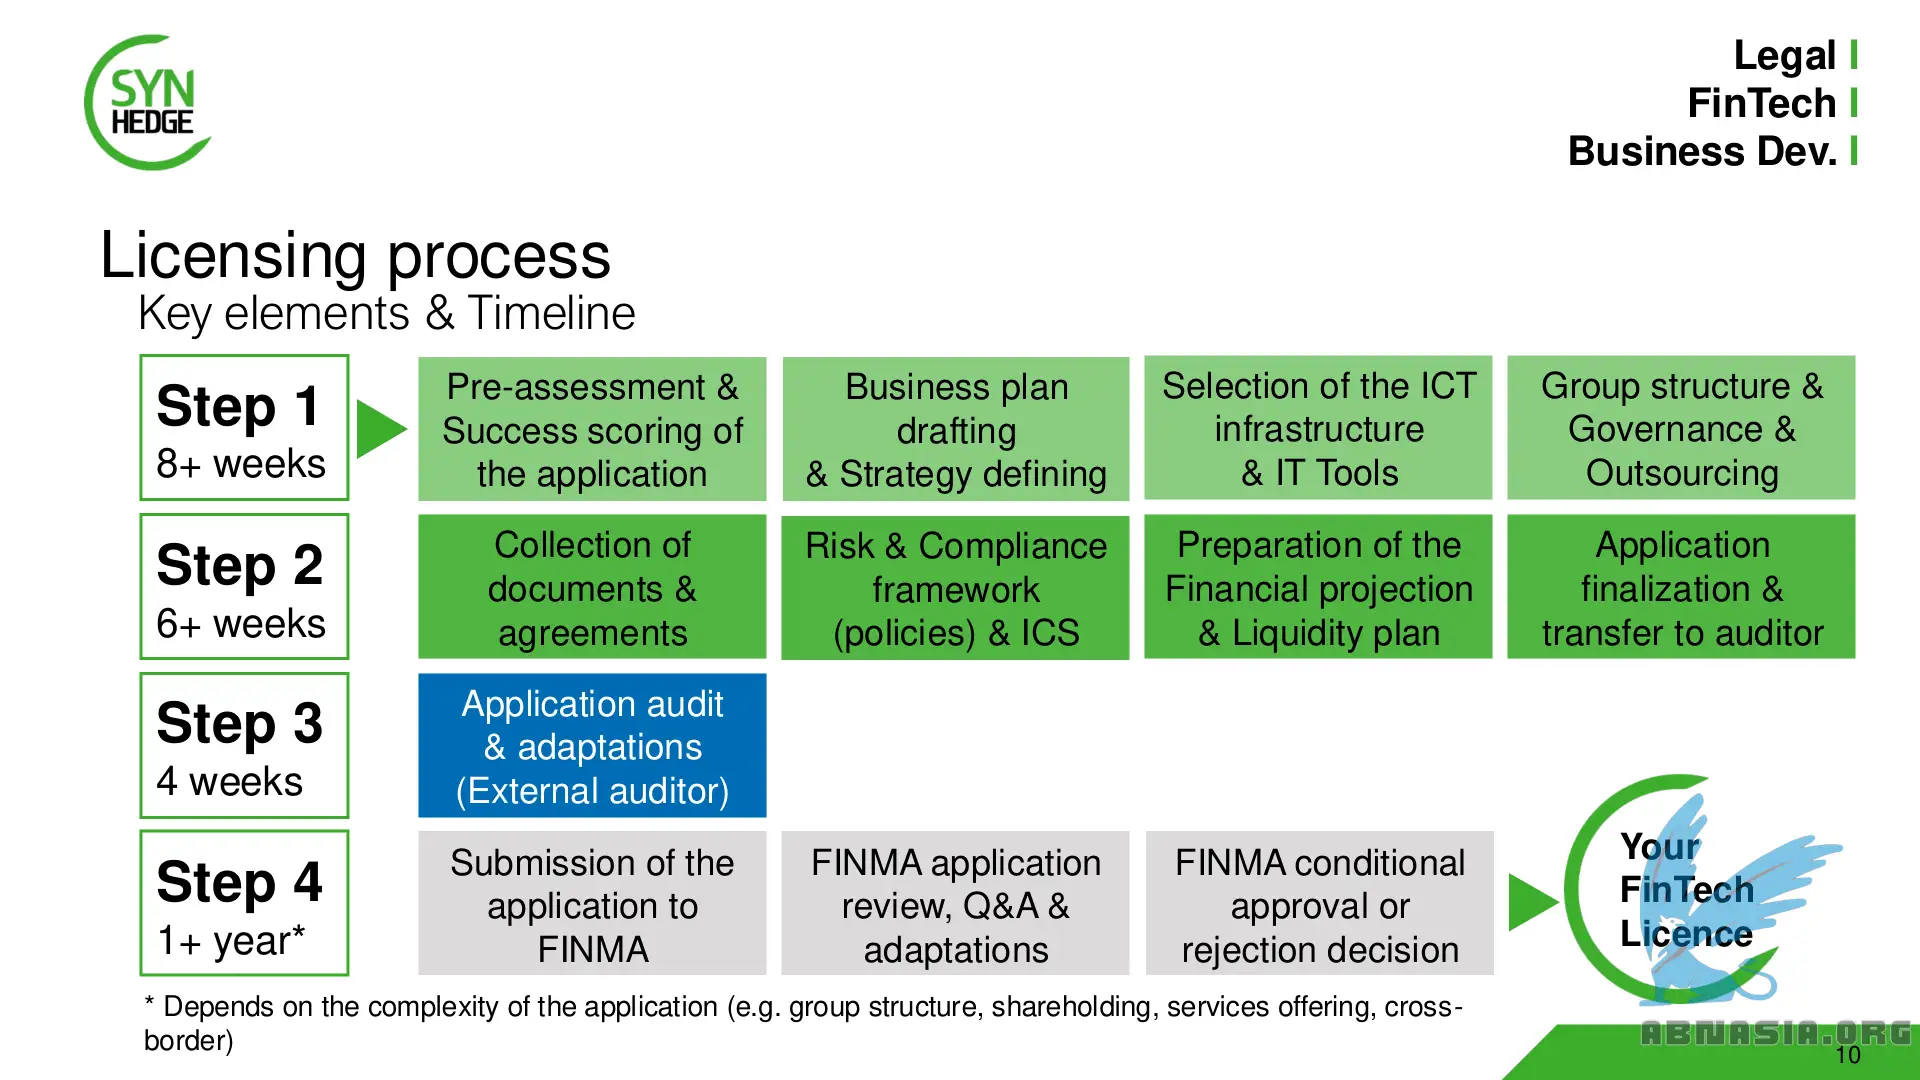 SYN
HEDGE
Legal I
FinTech I
Business Dev. I
Licensing process
Key elements & Timeline
Step 1
8+ weeks
Pre-assessment &
Success scoring of
the application
Business plan
drafting
& Strategy defining
Selection of the ICT
infrastructure
& IT Tools
Group structure &
Governance &
Outsourcing
Step 2
6+ weeks
Collection of
documents &
agreements
Risk & Compliance
framework
(policies) & ICS
Preparation of the
Financial projection
& Liquidity plan
Application
finalization &
transfer to auditor
Step 3
4 weeks
Application audit
& adaptations
(External auditor)
Step 4
1+ year*
Submission of the
application to
FINMA
FINMA application
review, Q&A &
adaptations
FINMA conditional
approval or
rejection decision
Your
FinTech
Licence
* Depends on the complexity of the application (e.g. group structure, shareholding, services offering, cross-
border)
ABNASIA.ORG
10